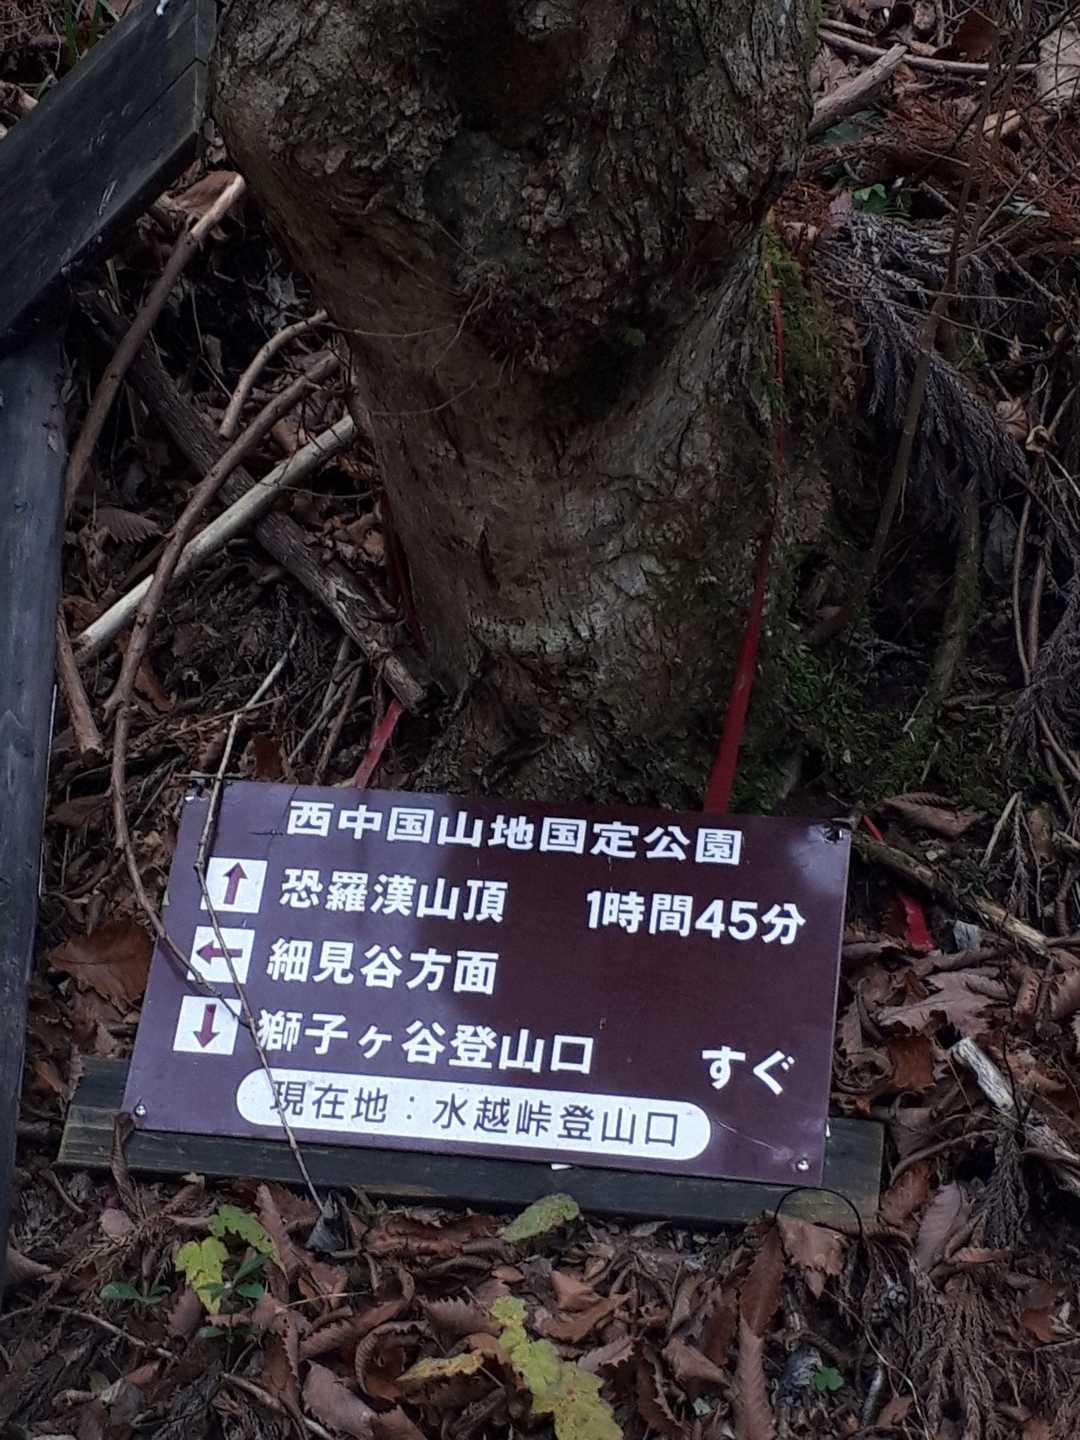 西中国山地国定公園
↑ 恐羅漢山頂 1時間45分
← 細見谷方面
↓ 獅子ヶ谷登山口 すぐ
現在地：水越峠登山口